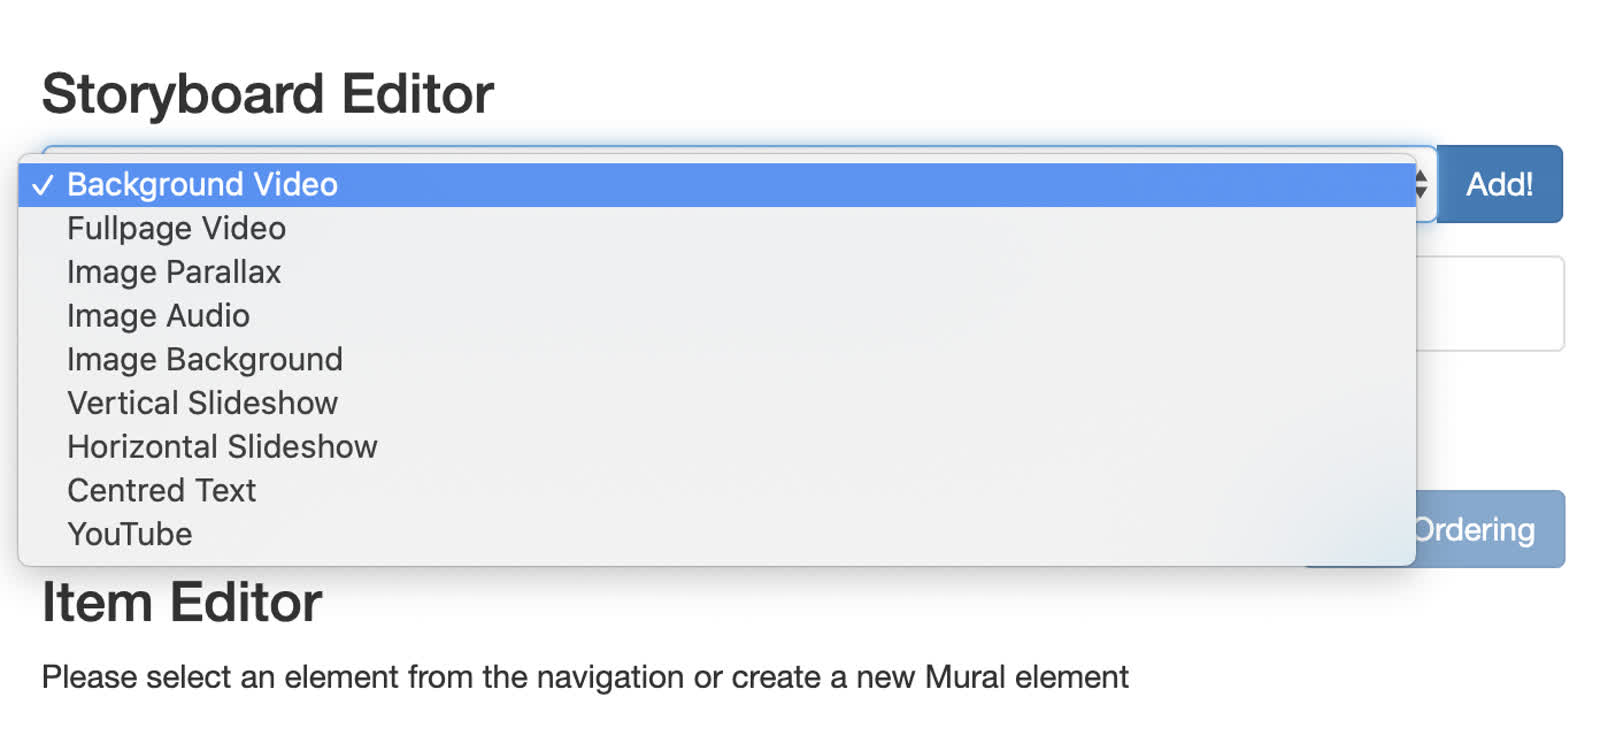 Storyboard Editor
✓ Background Video
Add!
Fullpage Video
Image Parallax
Image Audio
Image Background
Vertical Slideshow
Horizontal Slideshow
Centred Text
YouTube
Ordering
Item Editor
Please select an element from the navigation or create a new Mural element